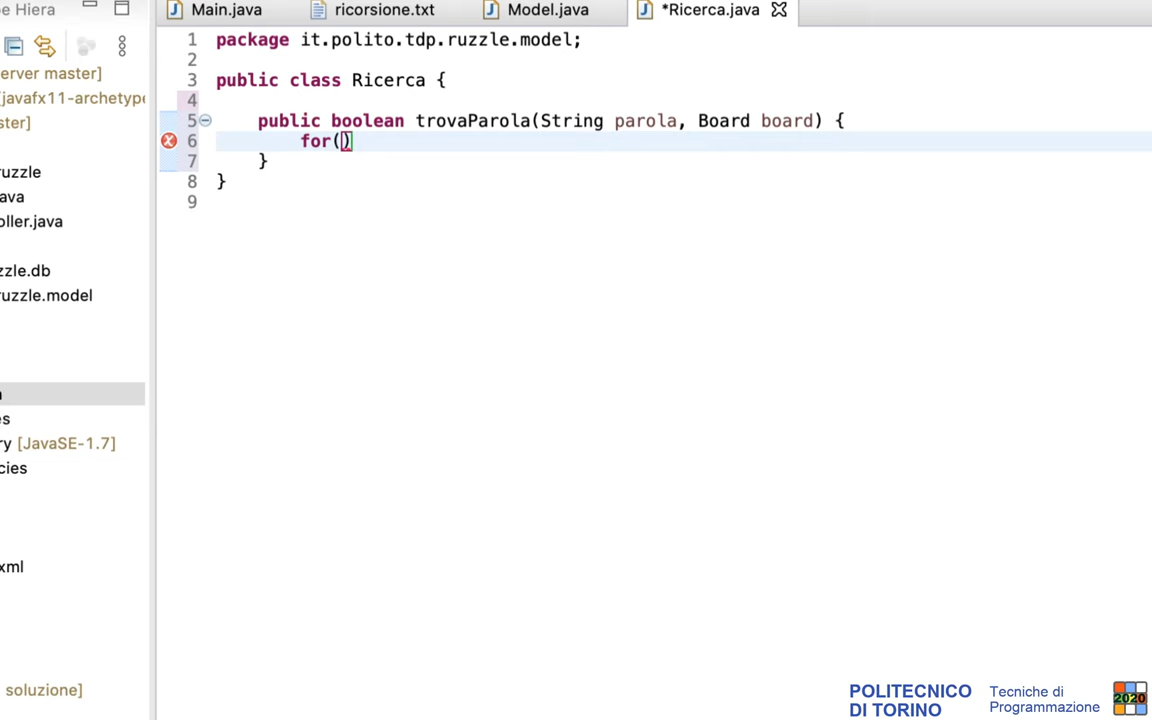 e Hiera
Main.java
ricorsione.txt
Model.java
*Ricerca.java
erver master]
[javafx11-archetype
ster]
uzzle
ava
oller.java
zzle.db
uzzle.model
es
ry [JavaSE-1.7]
cies
xml
soluzione]
1 package it.polito.tdp.ruzzle.model;
2
3 public class Ricerca {
4
5 public boolean trovaParola(String parola, Board board) {
6 for()
7 }
8 }
9
POLITECNICO
DI TORINO
Tecniche di
Programmazione
2020